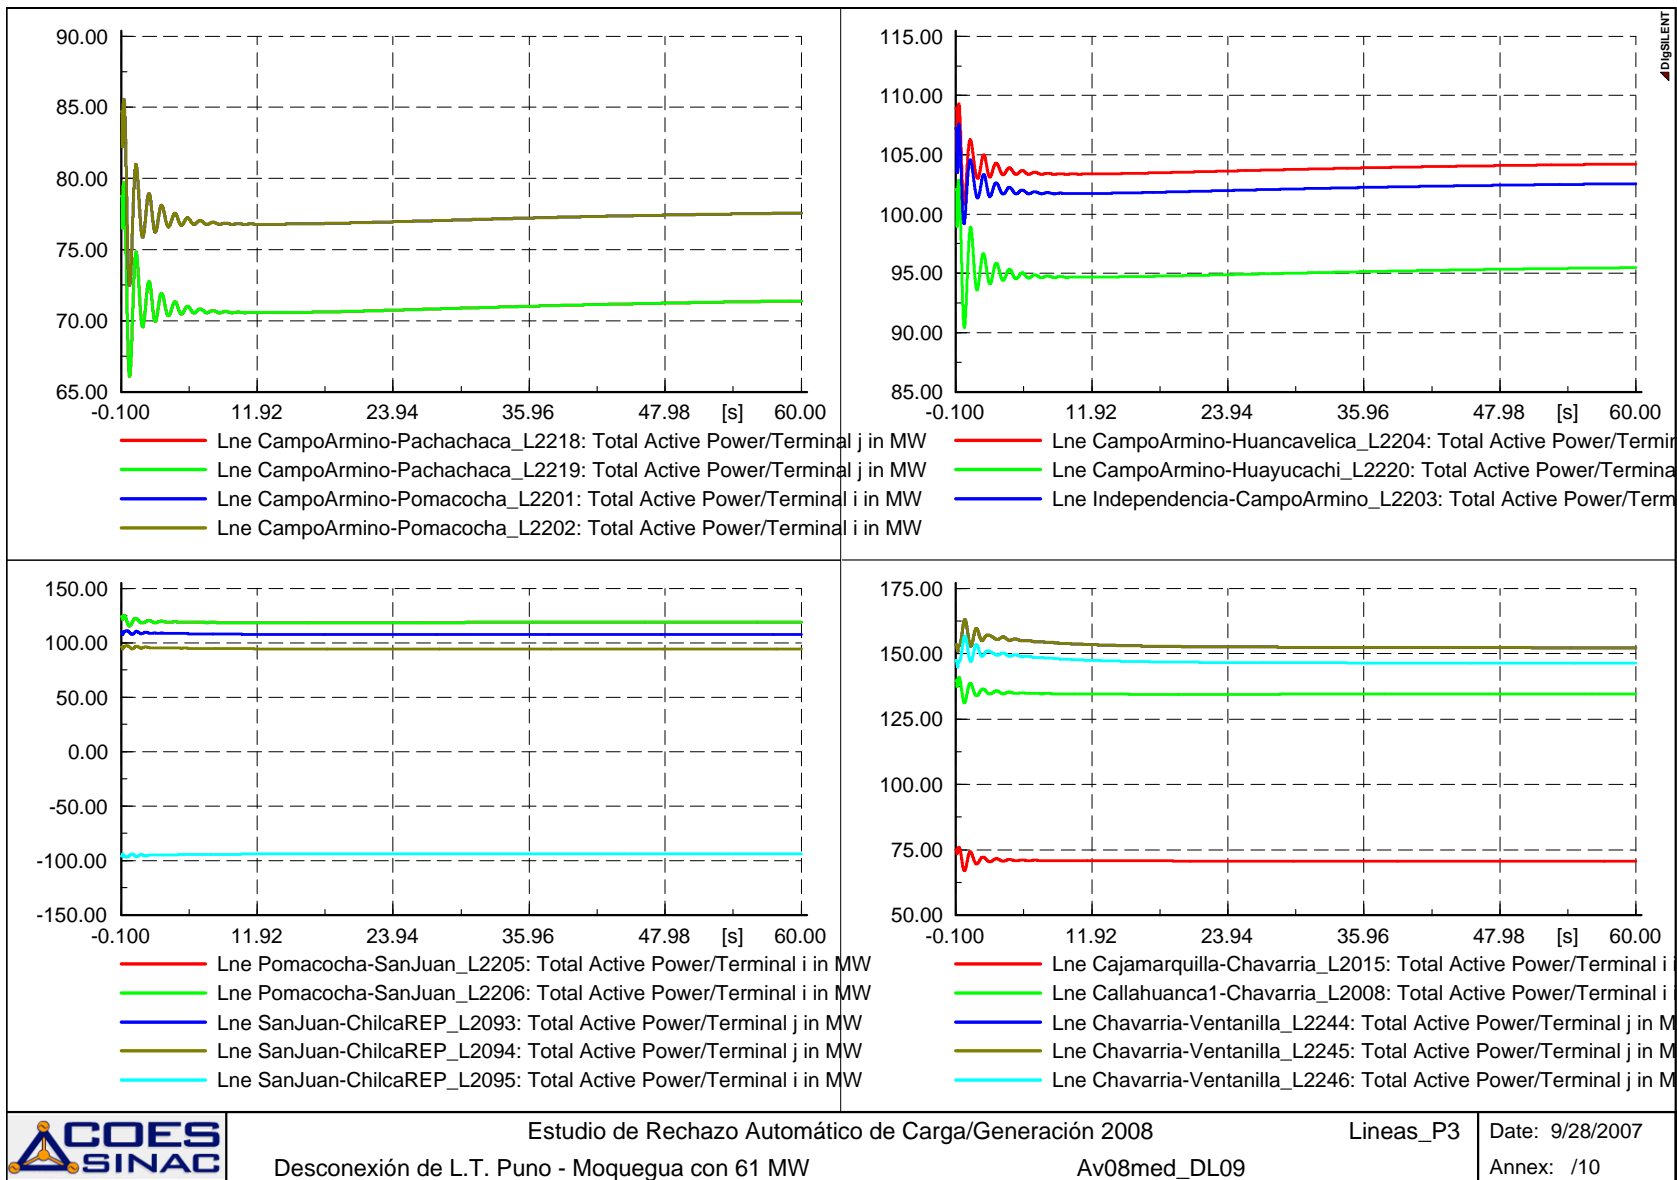 DIgSILENT
90.00
85.00
80.00
75.00
70.00
65.00
-0.100 11.92 23.94 35.96 47.98 [s] 60.00
Lne CampoArmino-Pachachaca_L2218: Total Active Power/Terminal j in MW
Lne CampoArmino-Pachachaca_L2219: Total Active Power/Terminal j in MW
Lne CampoArmino-Pomacocha_L2201: Total Active Power/Terminal i in MW
Lne CampoArmino-Pomacocha_L2202: Total Active Power/Terminal i in MW
115.00
110.00
105.00
100.00
95.00
90.00
85.00
-0.100 11.92 23.94 35.96 47.98 [s] 60.00
Lne CampoArmino-Huancavelica_L2204: Total Active Power/Termin
Lne CampoArmino-Huayucachi_L2220: Total Active Power/Termina
Lne Independencia-CampoArmino_L2203: Total Active Power/Term
150.00
100.00
50.00
0.00
-50.00
-100.00
-150.00
-0.100 11.92 23.94 35.96 47.98 [s] 60.00
Lne Pomacocha-SanJuan_L2205: Total Active Power/Terminal i in MW
Lne Pomacocha-SanJuan_L2206: Total Active Power/Terminal i in MW
Lne SanJuan-ChilcaREP_L2093: Total Active Power/Terminal j in MW
Lne SanJuan-ChilcaREP_L2094: Total Active Power/Terminal j in MW
Lne SanJuan-ChilcaREP_L2095: Total Active Power/Terminal i in MW
175.00
150.00
125.00
100.00
75.00
50.00
-0.100 11.92 23.94 35.96 47.98 [s] 60.00
Lne Cajamarquilla-Chavarria_L2015: Total Active Power/Terminal i i
Lne Callahuanca1-Chavarria_L2008: Total Active Power/Terminal i i
Lne Chavarria-Ventanilla_L2244: Total Active Power/Terminal j in M
Lne Chavarria-Ventanilla_L2245: Total Active Power/Terminal j in M
Lne Chavarria-Ventanilla_L2246: Total Active Power/Terminal j in M
COES
SINAC
Estudio de Rechazo Automático de Carga/Generación 2008 Lineas_P3
Desconexión de L.T. Puno - Moquegua con 61 MW Av08med_DL09
Date: 9/28/2007
Annex: /10